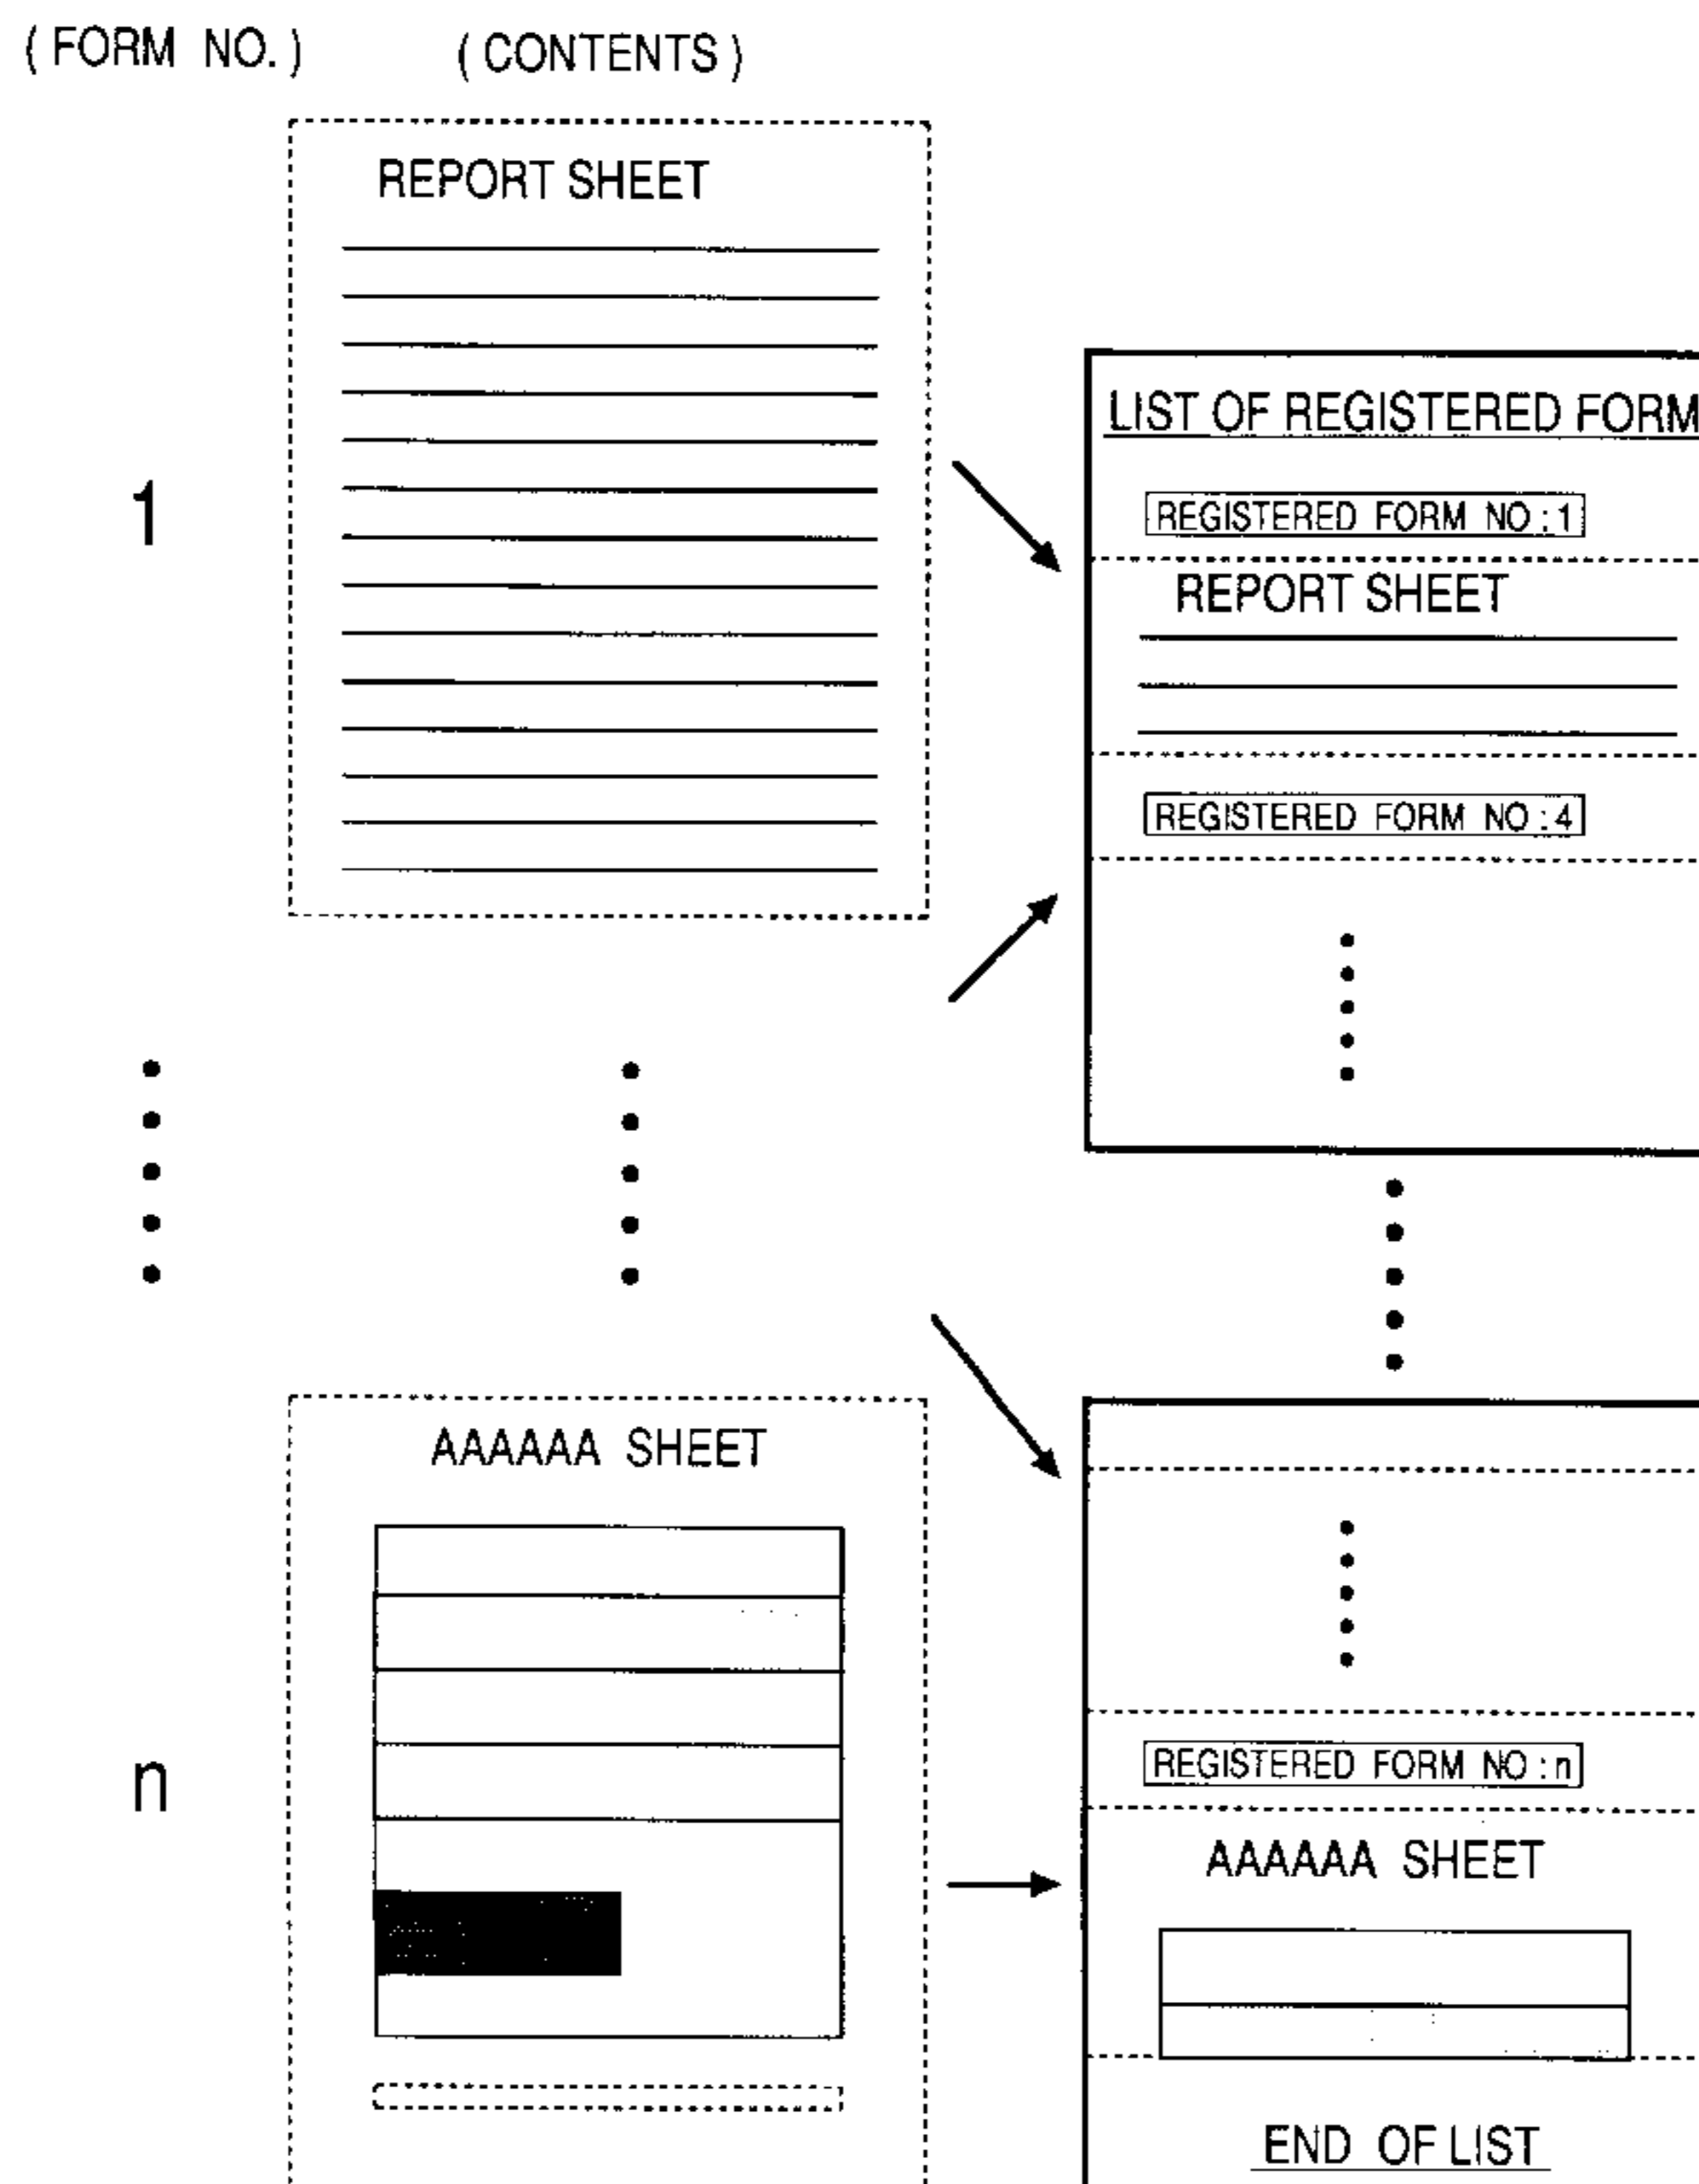 ( FORM NO. ) ( CONTENTS )
REPORT SHEET
1
LIST OF REGISTERED FORM
REGISTERED FORM NO : 1
REPORT SHEET
REGISTERED FORM NO : 4
AAAAAA SHEET
n
REGISTERED FORM NO : n
AAAAAA SHEET
END OF LIST